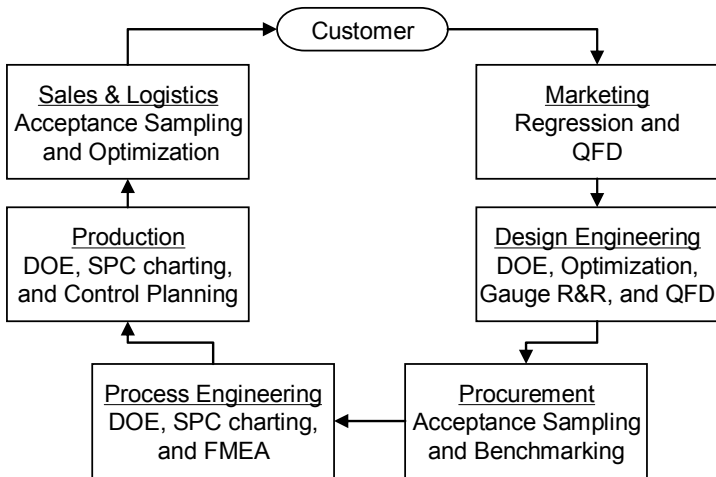 Customer
Sales & Logistics
Acceptance Sampling
and Optimization
Marketing
Regression and
QFD
Production
DOE, SPC charting,
and Control Planning
Design Engineering
DOE, Optimization,
Gauge R&R, and QFD
Process Engineering
DOE, SPC charting,
and FMEA
Procurement
Acceptance Sampling
and Benchmarking